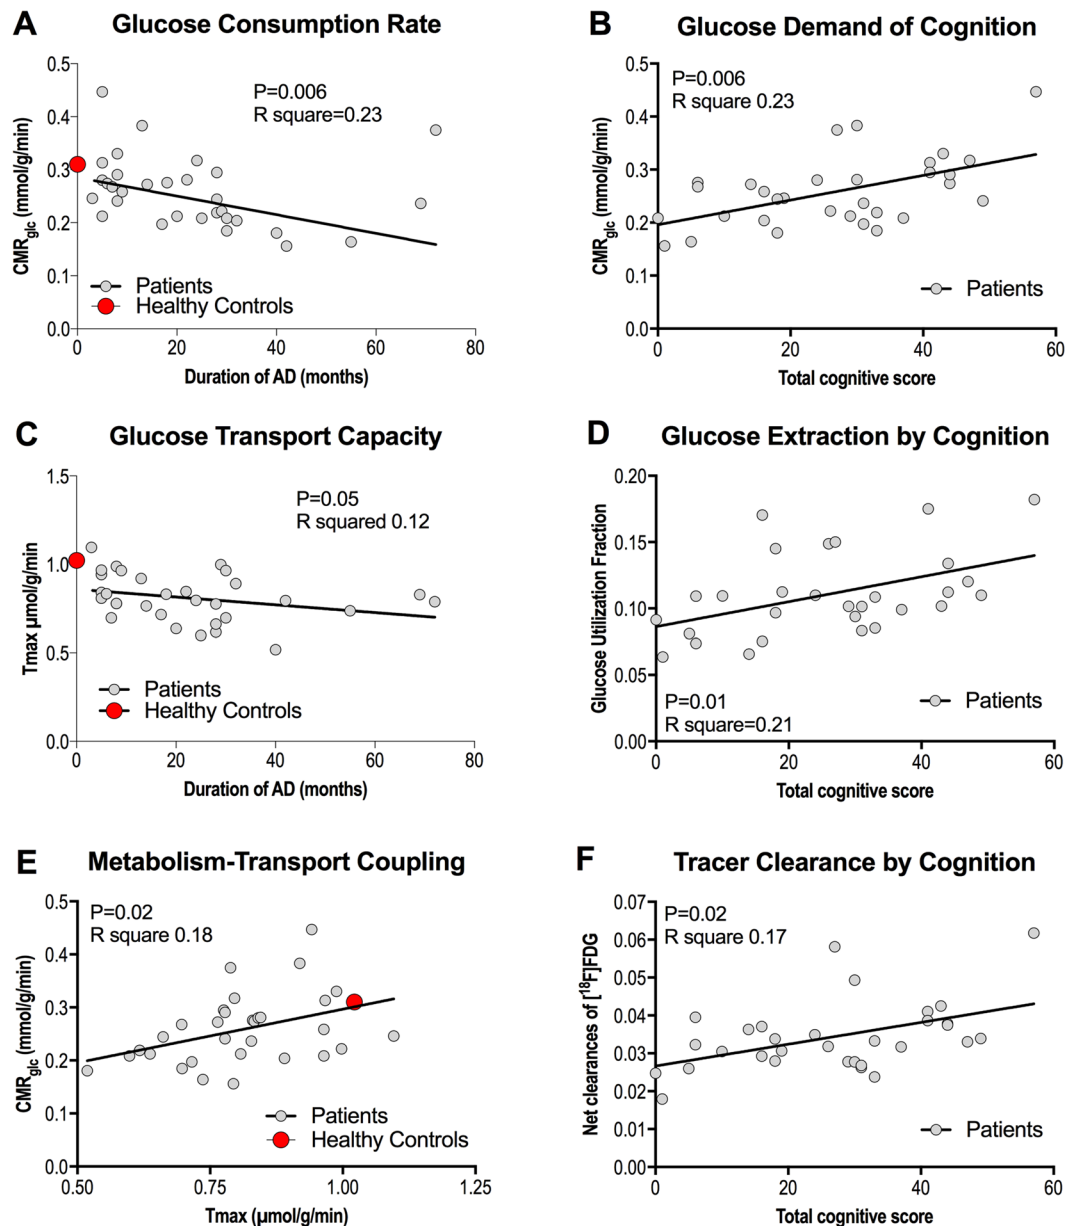 A
Glucose Consumption Rate
0.5
0.4
0.3
0.2
0.1
0.0
CMRglc (mmol/g/min)
P=0.006
R square=0.23
Patients
Healthy Controls
0
20
40
60
80
Duration of AD (months)
B
Glucose Demand of Cognition
0.5
0.4
0.3
0.2
0.1
0.0
CMRglc (mmol/g/min)
P=0.006
R square 0.23
Patients
0
20
40
60
Total cognitive score
C
Glucose Transport Capacity
1.5
1.0
0.5
0.0
Tmax µmol/g/min
P=0.05
R squared 0.12
Patients
Healthy Controls
0
20
40
60
80
Duration of AD (months)
D
Glucose Extraction by Cognition
0.20
0.15
0.10
0.05
0.00
Glucose Utilization Fraction
P=0.01
R square=0.21
Patients
0
20
40
60
Total cognitive score
E
Metabolism-Transport Coupling
0.5
0.4
0.3
0.2
0.1
0.0
CMRglc (mmol/g/min)
P=0.02
R square 0.18
Patients
Healthy Controls
0.50
0.75
1.00
1.25
Tmax (µmol/g/min)
F
Tracer Clearance by Cognition
0.07
0.06
0.05
0.04
0.03
0.02
0.01
0.00
Net clearances of [18F]FDG
P=0.02
R square 0.17
Patients
0
20
40
60
Total cognitive score